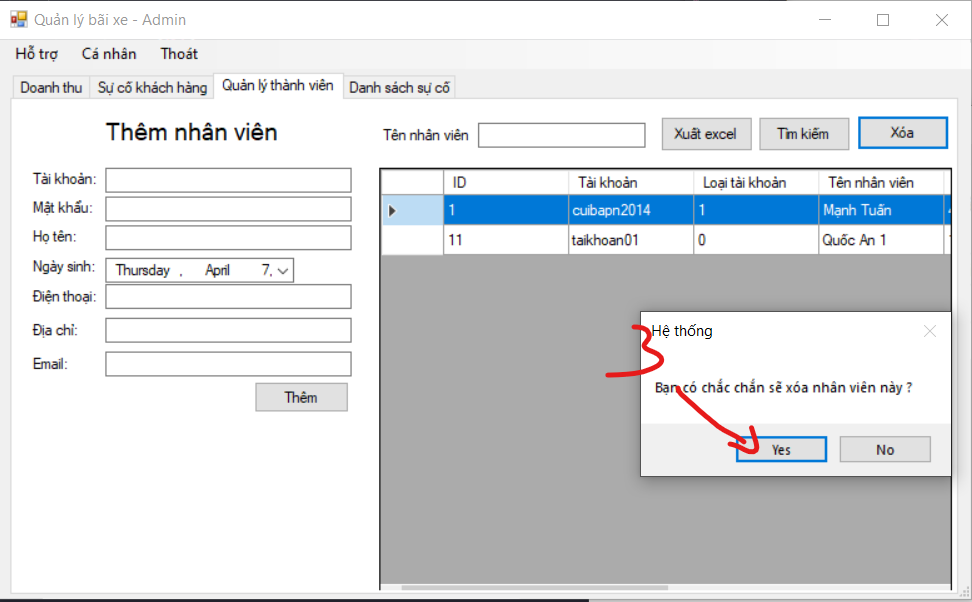 Quản lý bãi xe - Admin
Hỗ trợ Cá nhân Thoát
Doanh thu Sự cố khách hàng Quản lý thành viên Danh sách sự cố
Thêm nhân viên
Tài khoản:
Mật khẩu:
Họ tên:
Ngày sinh: Thursday , April 7,
Điện thoại:
Địa chỉ:
Email:
Thêm
Tên nhân viên Xuất excel Tìm kiếm Xóa
ID Tài khoản Loại tài khoản Tên nhân viên
1 cuibapn2014 1 Mạnh Tuấn
11 taikhoan01 0 Quốc An 1
3
Hệ thống
Bạn có chắc chắn sẽ xóa nhân viên này ?
Yes No